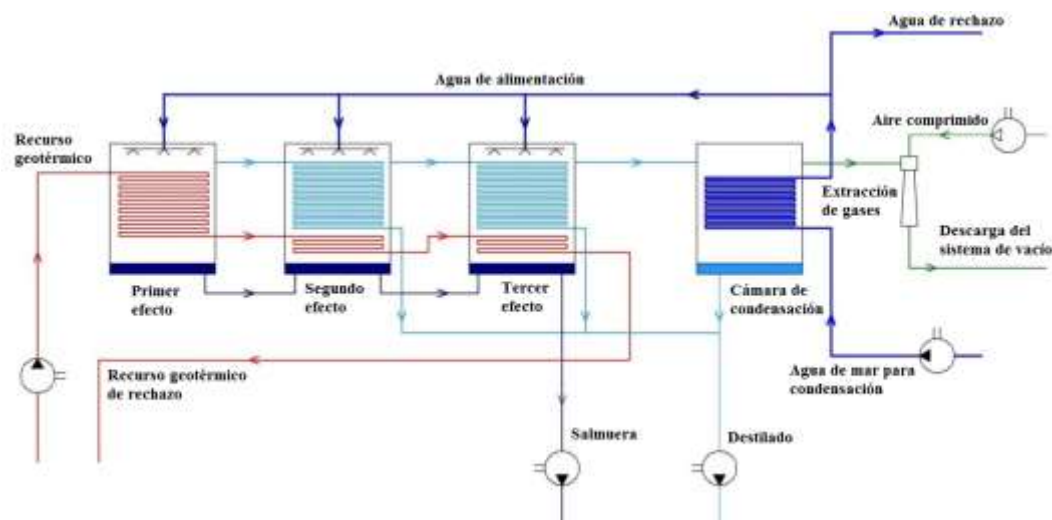 Agua de rechazo
Agua de alimentación
Aire comprimido
Recurso
geotérmico
Extracción
de gases
Descarga del
sistema de vacío
Primer
efecto
Segundo
efecto
Tercer
efecto
Cámara de
condensación
Recurso geotérmico
de rechazo
Agua de mar para
condensación
Salmuera
Destilado